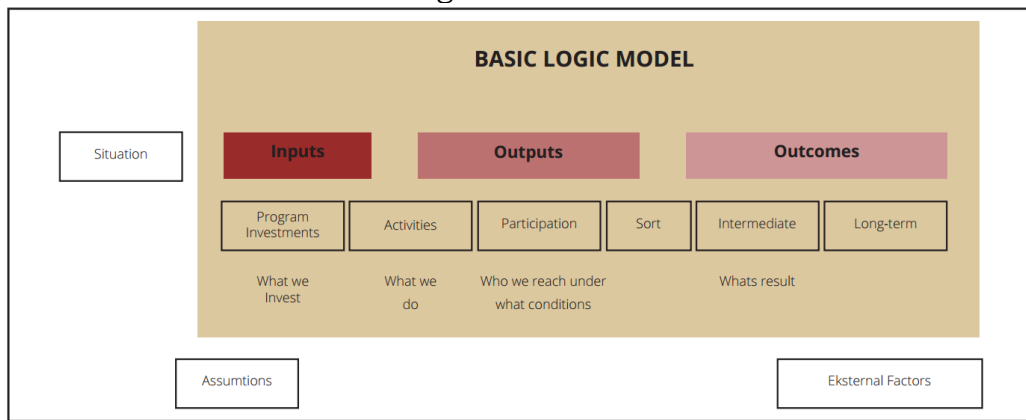 BASIC LOGIC MODEL
Situation
Inputs
Outputs
Outcomes
Program
Investments
Activities
Participation
Sort
Intermediate
Long-term
What we
Invest
What we
do
Who we reach under
what conditions
Whats result
Assumtions
Eksternal Factors